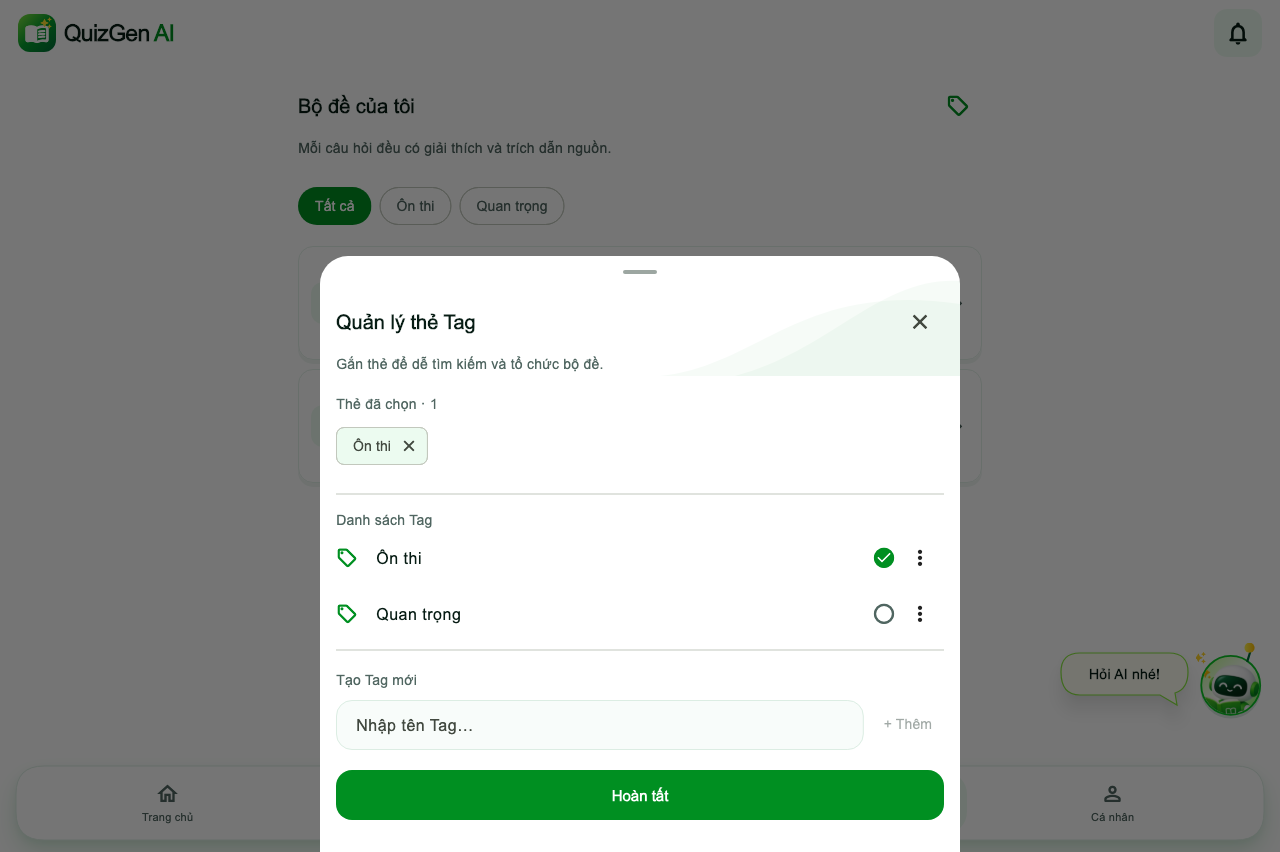 QuizGen AI
Bộ đề của tôi
Mỗi câu hỏi đều có giải thích và trích dẫn nguồn.
Tất cả
Ôn thi
Quan trọng
Quản lý thẻ Tag
Gắn thẻ để dễ tìm kiếm và tổ chức bộ đề.
Thẻ đã chọn · 1
Ôn thi
Danh sách Tag
Ôn thi
Quan trọng
Tạo Tag mới
Nhập tên Tag...
+ Thêm
Hoàn tất
Hỏi AI nhé!
Trang chủ
Cá nhân